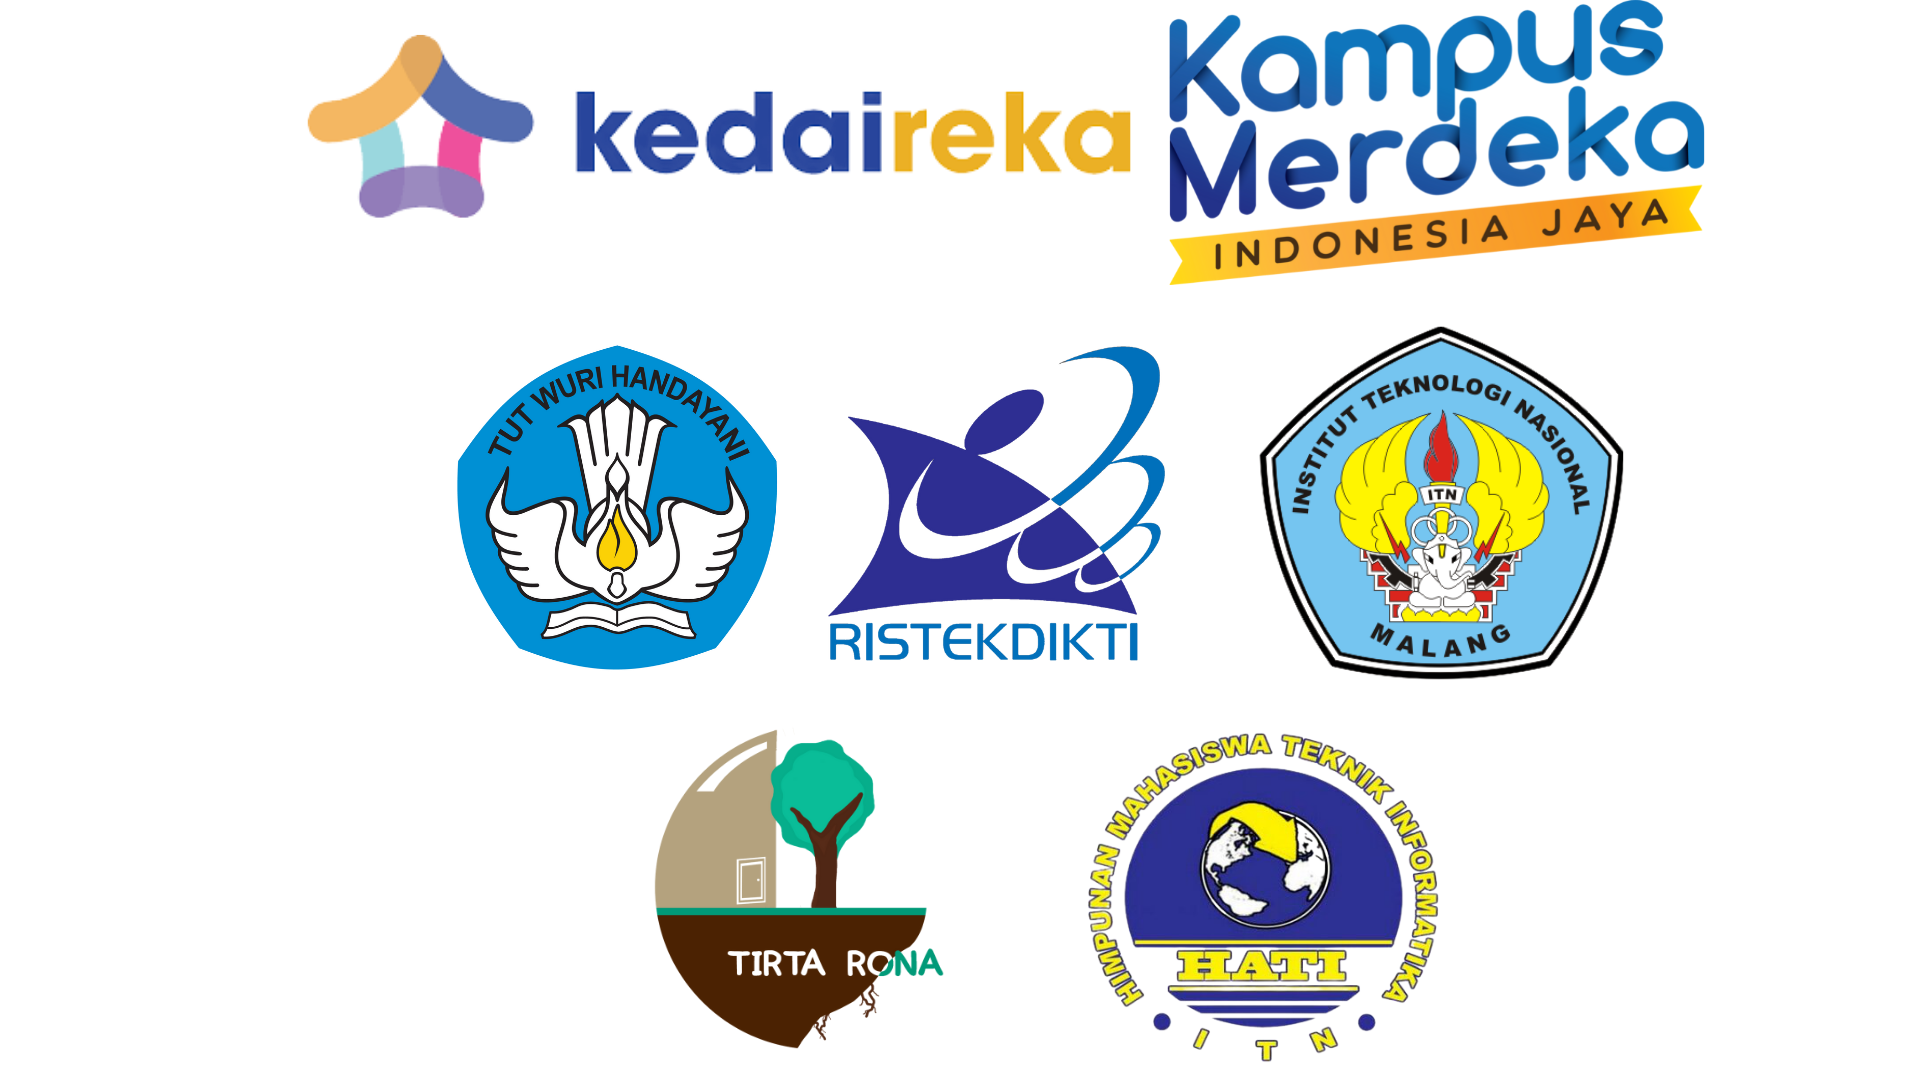 kedaireka
Kampus
Merdeka
INDONESIA JAYA
TUT WURI HANDAYANI
RISTEKDIKTI
INSTITUT TEKNOLOGI NASIONAL
ITN
MALANG
TIRTA RONA
HIMPUNAN MAHASISWA TEKNIK INFORMATIKA
HATI
ITN